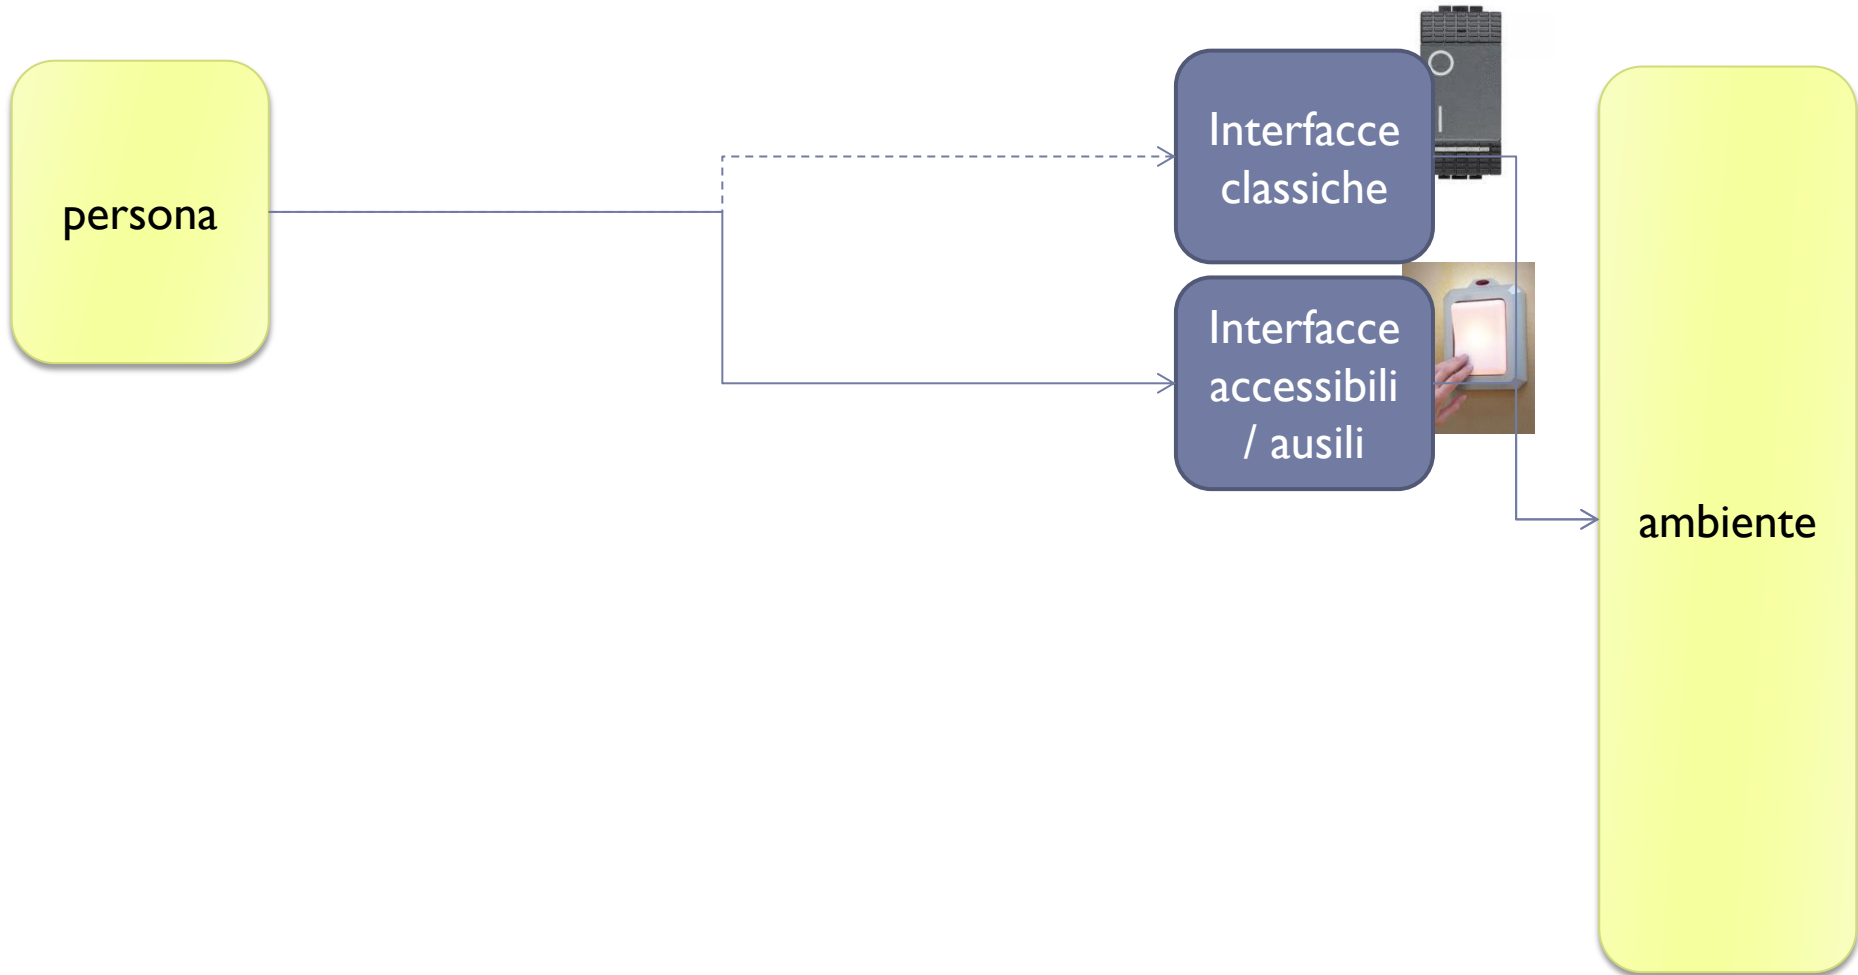 persona
Interfacce
classiche
Interfacce
accessibili
/ ausili
ambiente